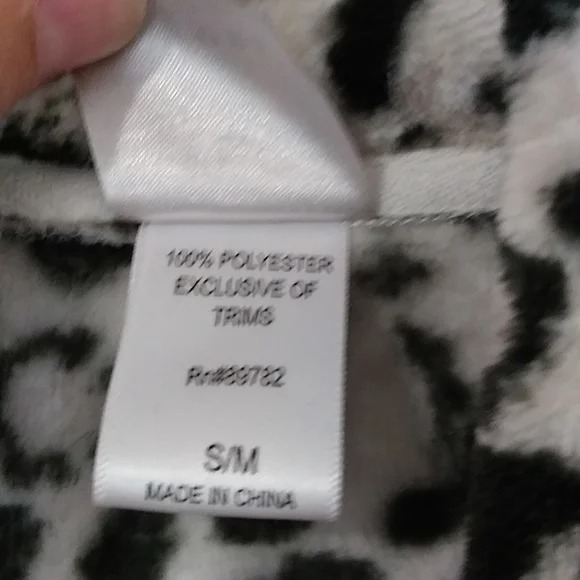 100% POLYESTER
EXCLUSIVE OF
TRIMS
Rn#89782
S/M
MADE IN CHINA